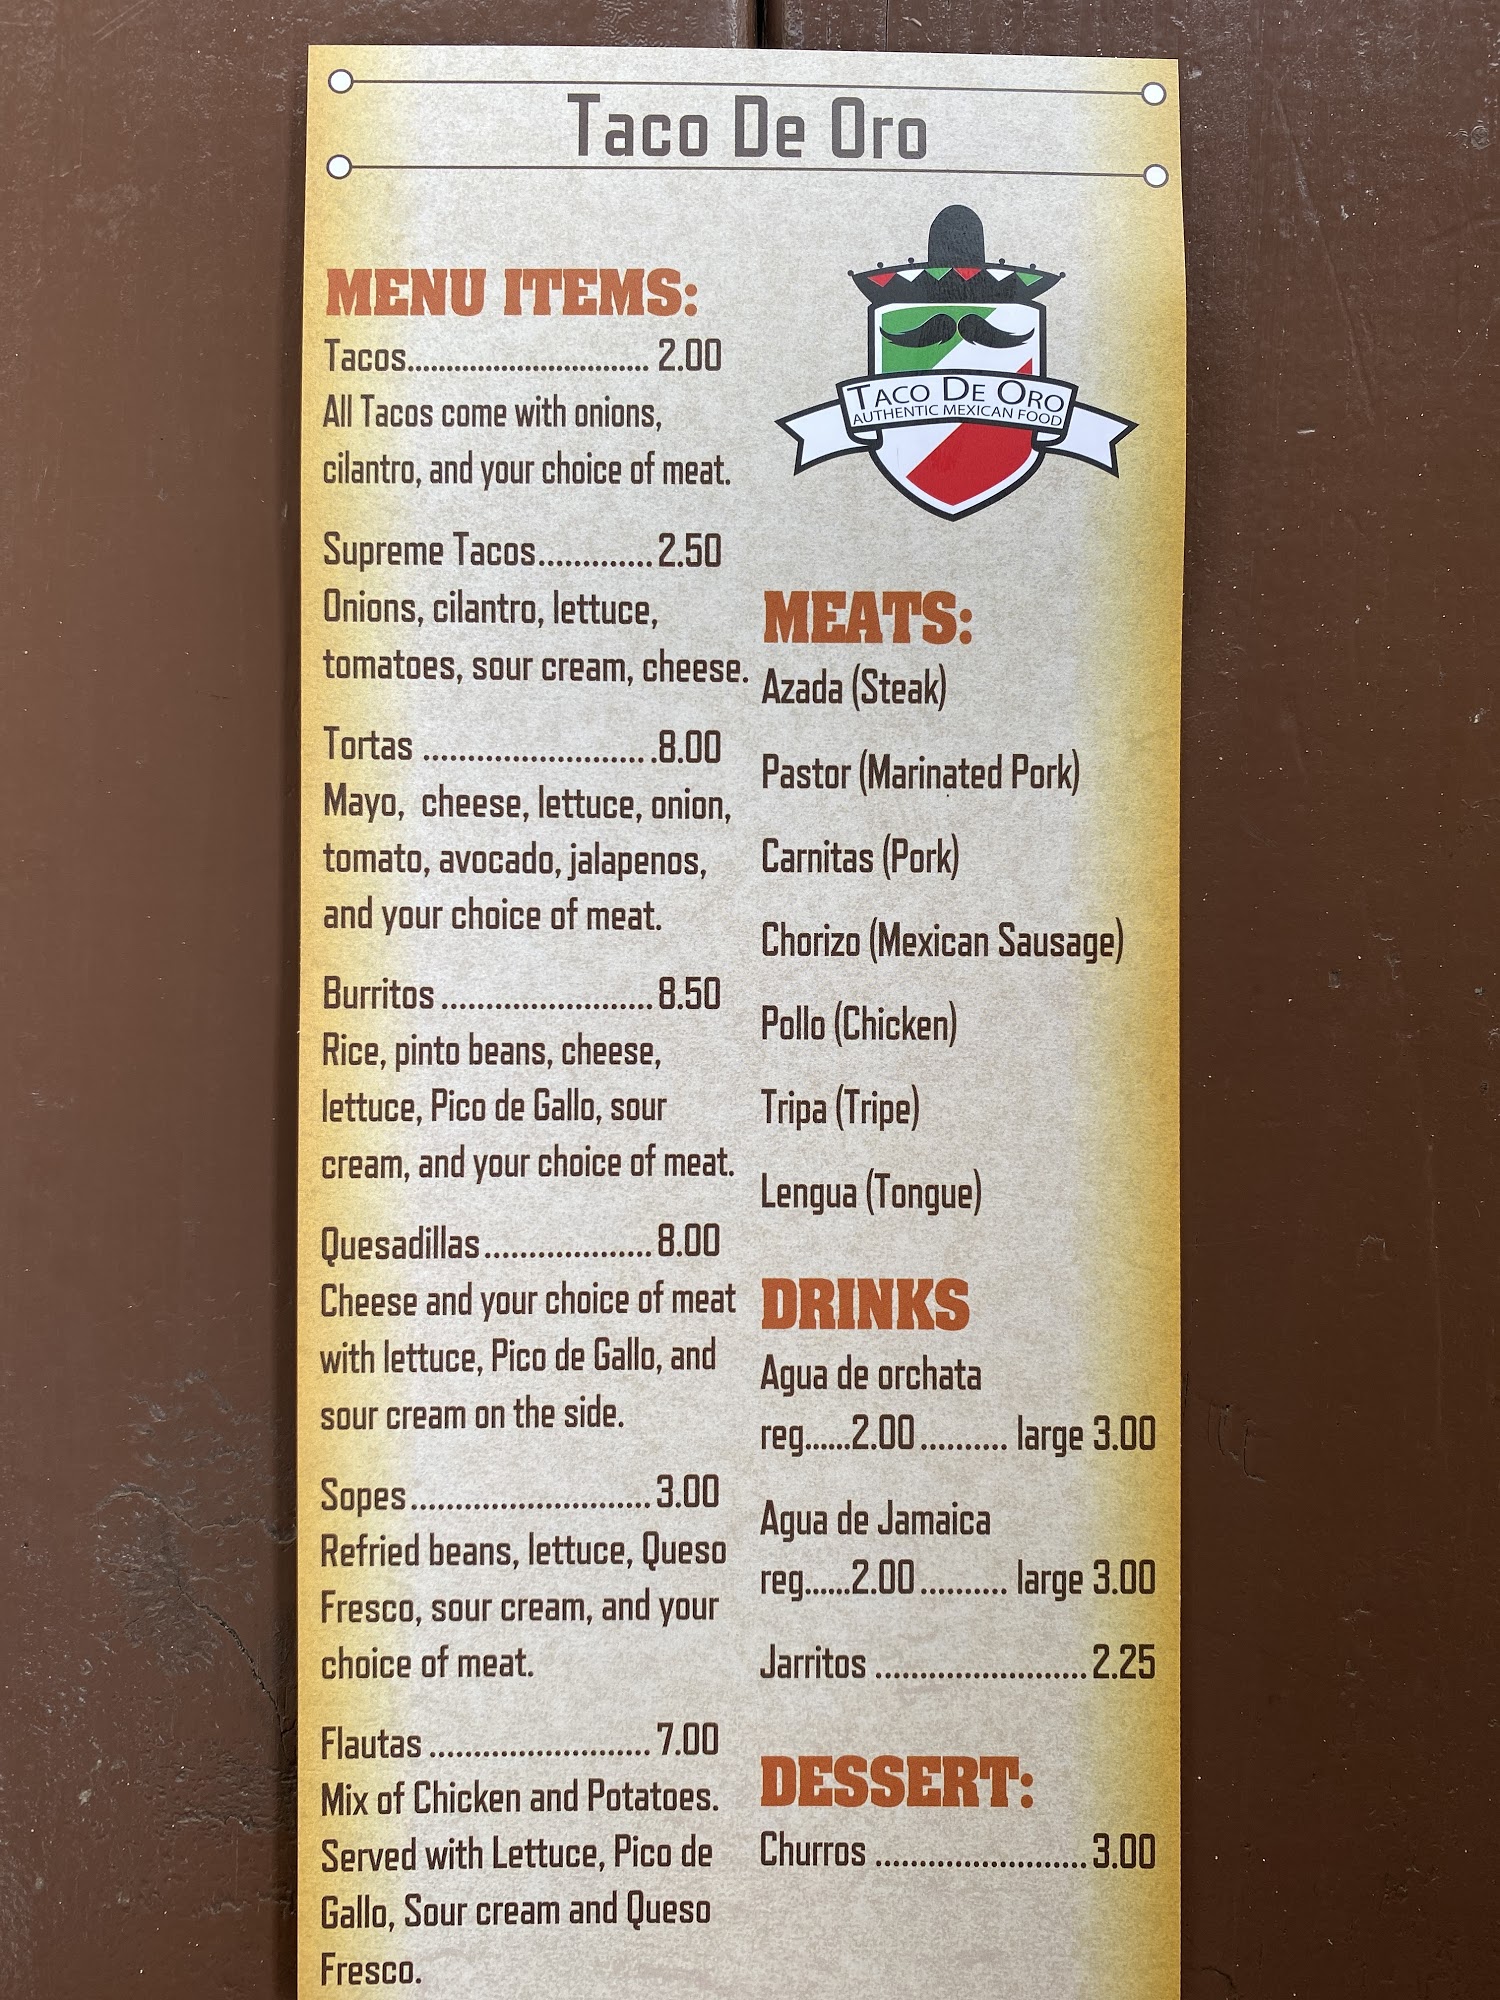 Taco De Oro
MENU ITEMS:
Tacos........................... 2.00
All Tacos come with onions,
cilantro, and your choice of meat.
Supreme Tacos.............2.50
Onions, cilantro, lettuce,
tomatoes, sour cream, cheese.
Tortas ..........................8.00
Mayo,  cheese, lettuce, onion,
tomato, avocado, jalapenos,
and your choice of meat.
Burritos ........................8.50
Rice, pinto beans, cheese,
lettuce, Pico de Gallo, sour
cream, and your choice of meat.
Quesadillas...................8.00
Cheese and your choice of meat
with lettuce, Pico de Gallo, and
sour cream on the side.
Sopes...........................3.00
Refried beans, lettuce, Queso
Fresco, sour cream, and your
choice of meat.
Flautas ......................... 7.00
Mix of Chicken and Potatoes.
Served with Lettuce, Pico de
Gallo, Sour cream and Queso
Fresco.
TACO DE ORO
AUTHENTIC MEXICAN FOOD
MEATS:
Azada (Steak)
Pastor (Marinated Pork)
Carnitas (Pork)
Chorizo (Mexican Sausage)
Pollo (Chicken)
Tripa (Tripe)
Lengua (Tongue)
DRINKS
Agua de orchata
reg......2.00.......... large 3.00
Agua de Jamaica
reg......2.00.......... large 3.00
Jarritos ........................2.25
DESSERT:
Churros ........................3.00